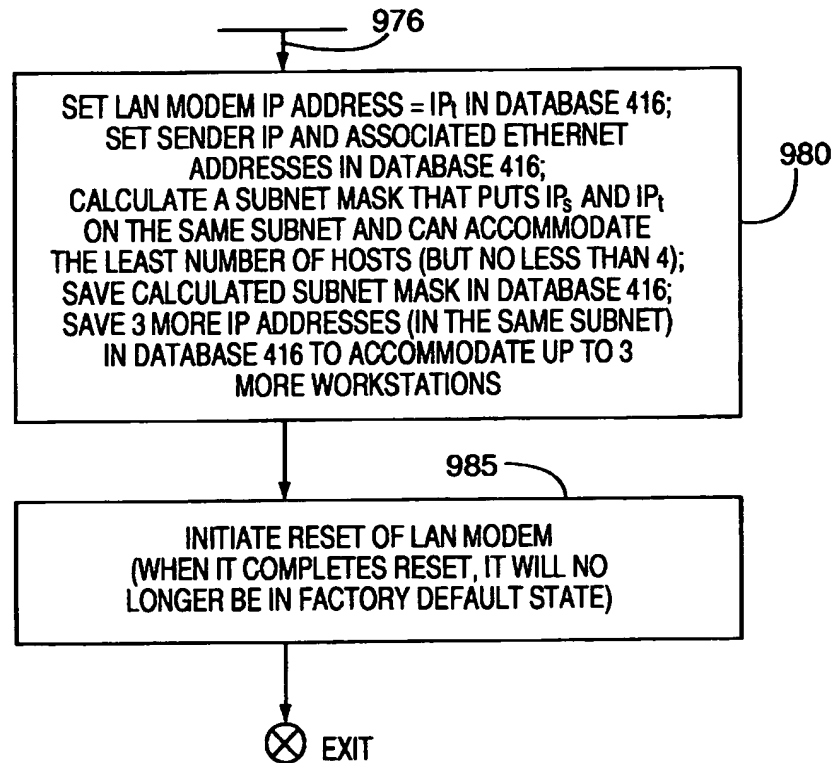 976
SET LAN MODEM IP ADDRESS = IPt IN DATABASE 416;
SET SENDER IP AND ASSOCIATED ETHERNET
ADDRESSES IN DATABASE 416;
CALCULATE A SUBNET MASK THAT PUTS IPs AND IPt
ON THE SAME SUBNET AND CAN ACCOMMODATE
THE LEAST NUMBER OF HOSTS (BUT NO LESS THAN 4);
SAVE CALCULATED SUBNET MASK IN DATABASE 416;
SAVE 3 MORE IP ADDRESSES (IN THE SAME SUBNET)
IN DATABASE 416 TO ACCOMMODATE UP TO 3
MORE WORKSTATIONS
980
985
INITIATE RESET OF LAN MODEM
(WHEN IT COMPLETES RESET, IT WILL NO
LONGER BE IN FACTORY DEFAULT STATE)
EXIT